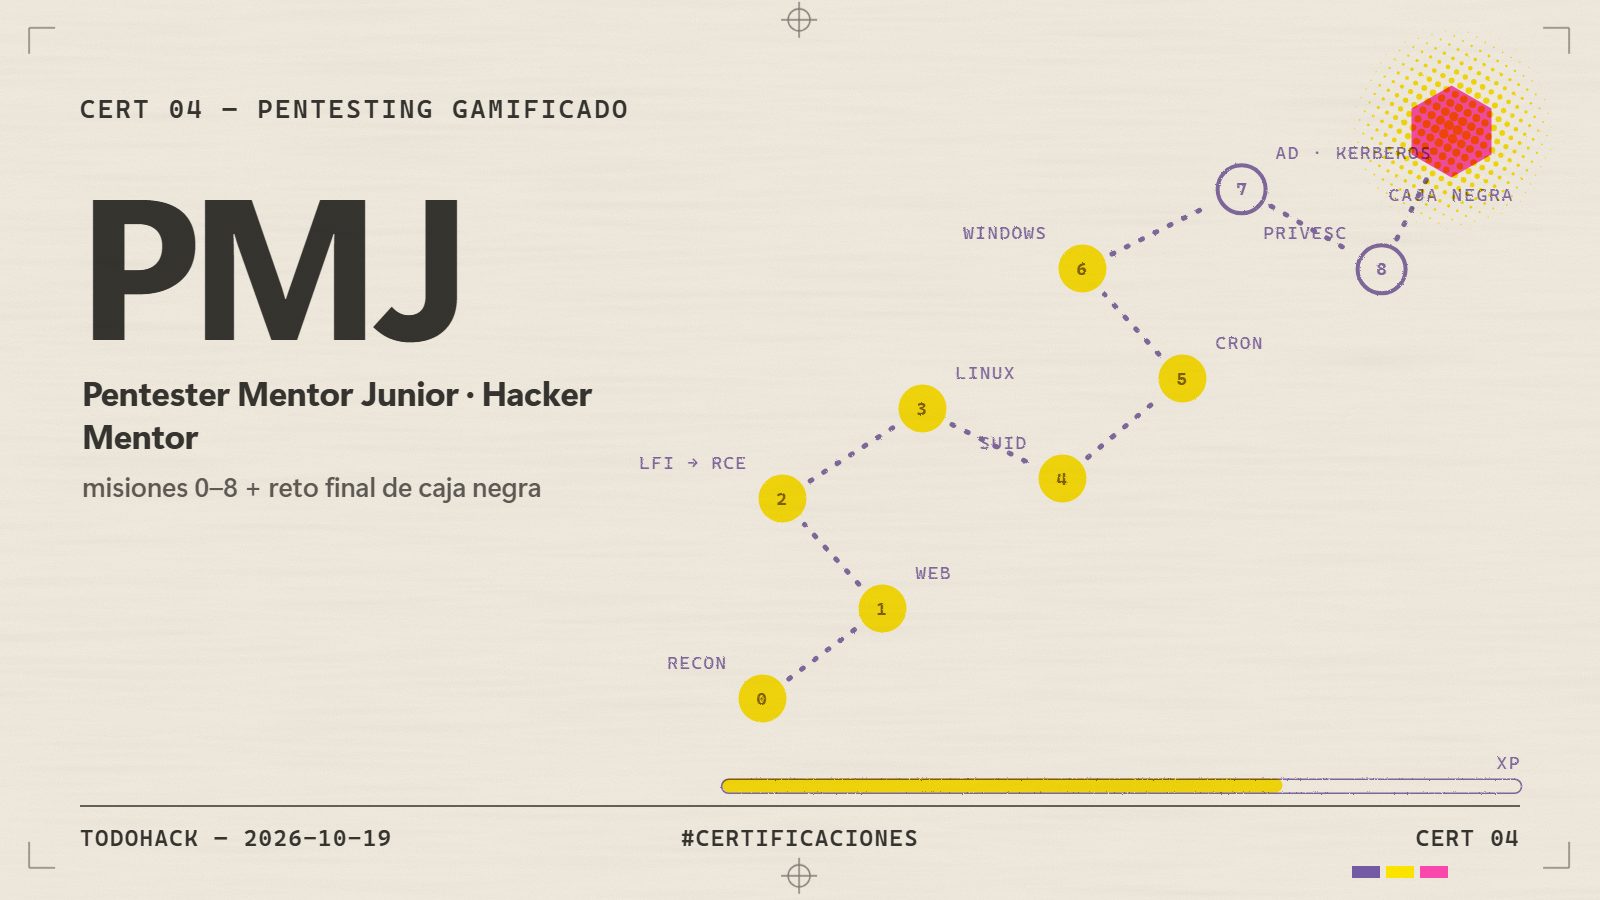 CERT 04 — PENTESTING GAMIFICADO
PMJ
Pentester Mentor Junior · Hacker
Mentor
misiones 0–8 + reto final de caja negra
AD · KERBEROS
7
CAJA NEGRA
WINDOWS
PRIVESC
6
8
CRON
5
LINUX
3
SUID
LFI → RCE
4
2
WEB
1
RECON
0
XP
TODOHACK — 2026-10-19
#CERTIFICACIONES
CERT 04